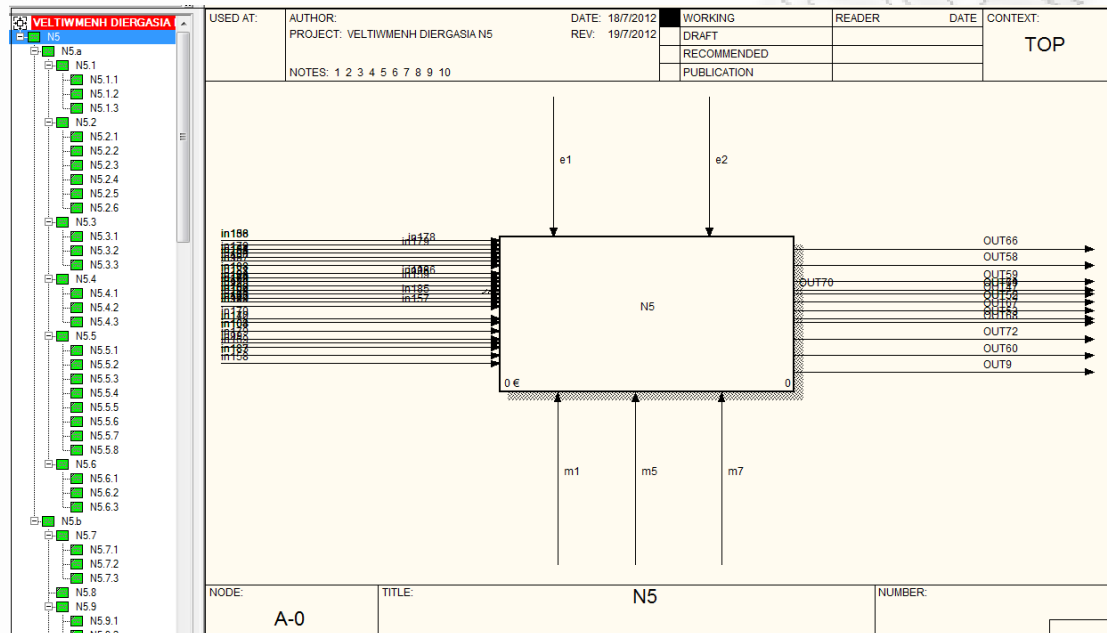 VELTIWMENH DIERGASIA
N5
N5.a
N5.1
N5.1.1
N5.1.2
N5.1.3
N5.2
N5.2.1
N5.2.2
N5.2.3
N5.2.4
N5.2.5
N5.2.6
N5.3
N5.3.1
N5.3.2
N5.3.3
N5.4
N5.4.1
N5.4.2
N5.4.3
N5.5
N5.5.1
N5.5.2
N5.5.3
N5.5.4
N5.5.5
N5.5.6
N5.5.7
N5.5.8
N5.6
N5.6.1
N5.6.2
N5.6.3
N5.b
N5.7
N5.7.1
N5.7.2
N5.7.3
N5.8
N5.9
N5.9.1
USED AT:
AUTHOR:
DATE: 18/7/2012
PROJECT: VELTIWMENH DIERGASIA N5
REV: 19/7/2012
NOTES: 1 2 3 4 5 6 7 8 9 10
WORKING
DRAFT
RECOMMENDED
PUBLICATION
READER DATE
CONTEXT:
TOP
e1
e2
in178
in185
in157
in158
N5
0 €
0
OUT70
OUT66
OUT58
OUT59
OUT72
OUT60
OUT9
m1
m5
m7
NODE:
A-0
TITLE:
N5
NUMBER: